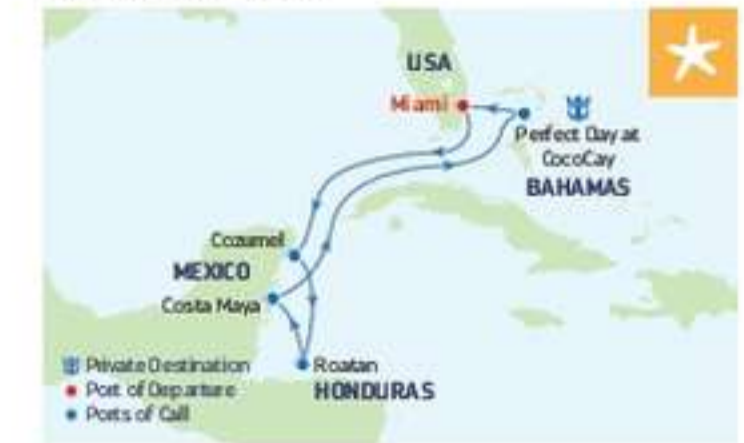 USA
Miami
Perfect Day at
CocoCay
BAHAMAS
Cozumel
MEXICO
Costa Maya
Roatan
HONDURAS
Private Destination
Port of Departure
Ports of Call